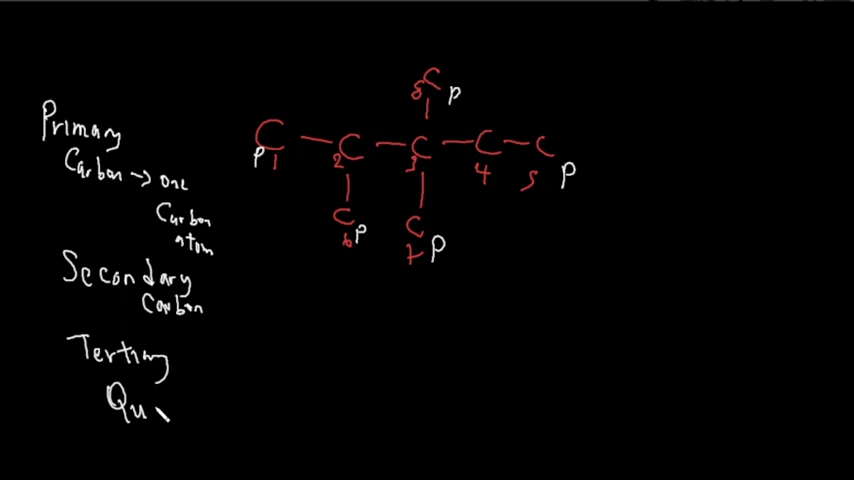 8 C P
Primary
C — C — C — C — C
P 1 2 3 4 5 P
Carbon → one
Carbon
atom
C C
6 P 7 P
Secondary
Carbon
Tertiary
Qu